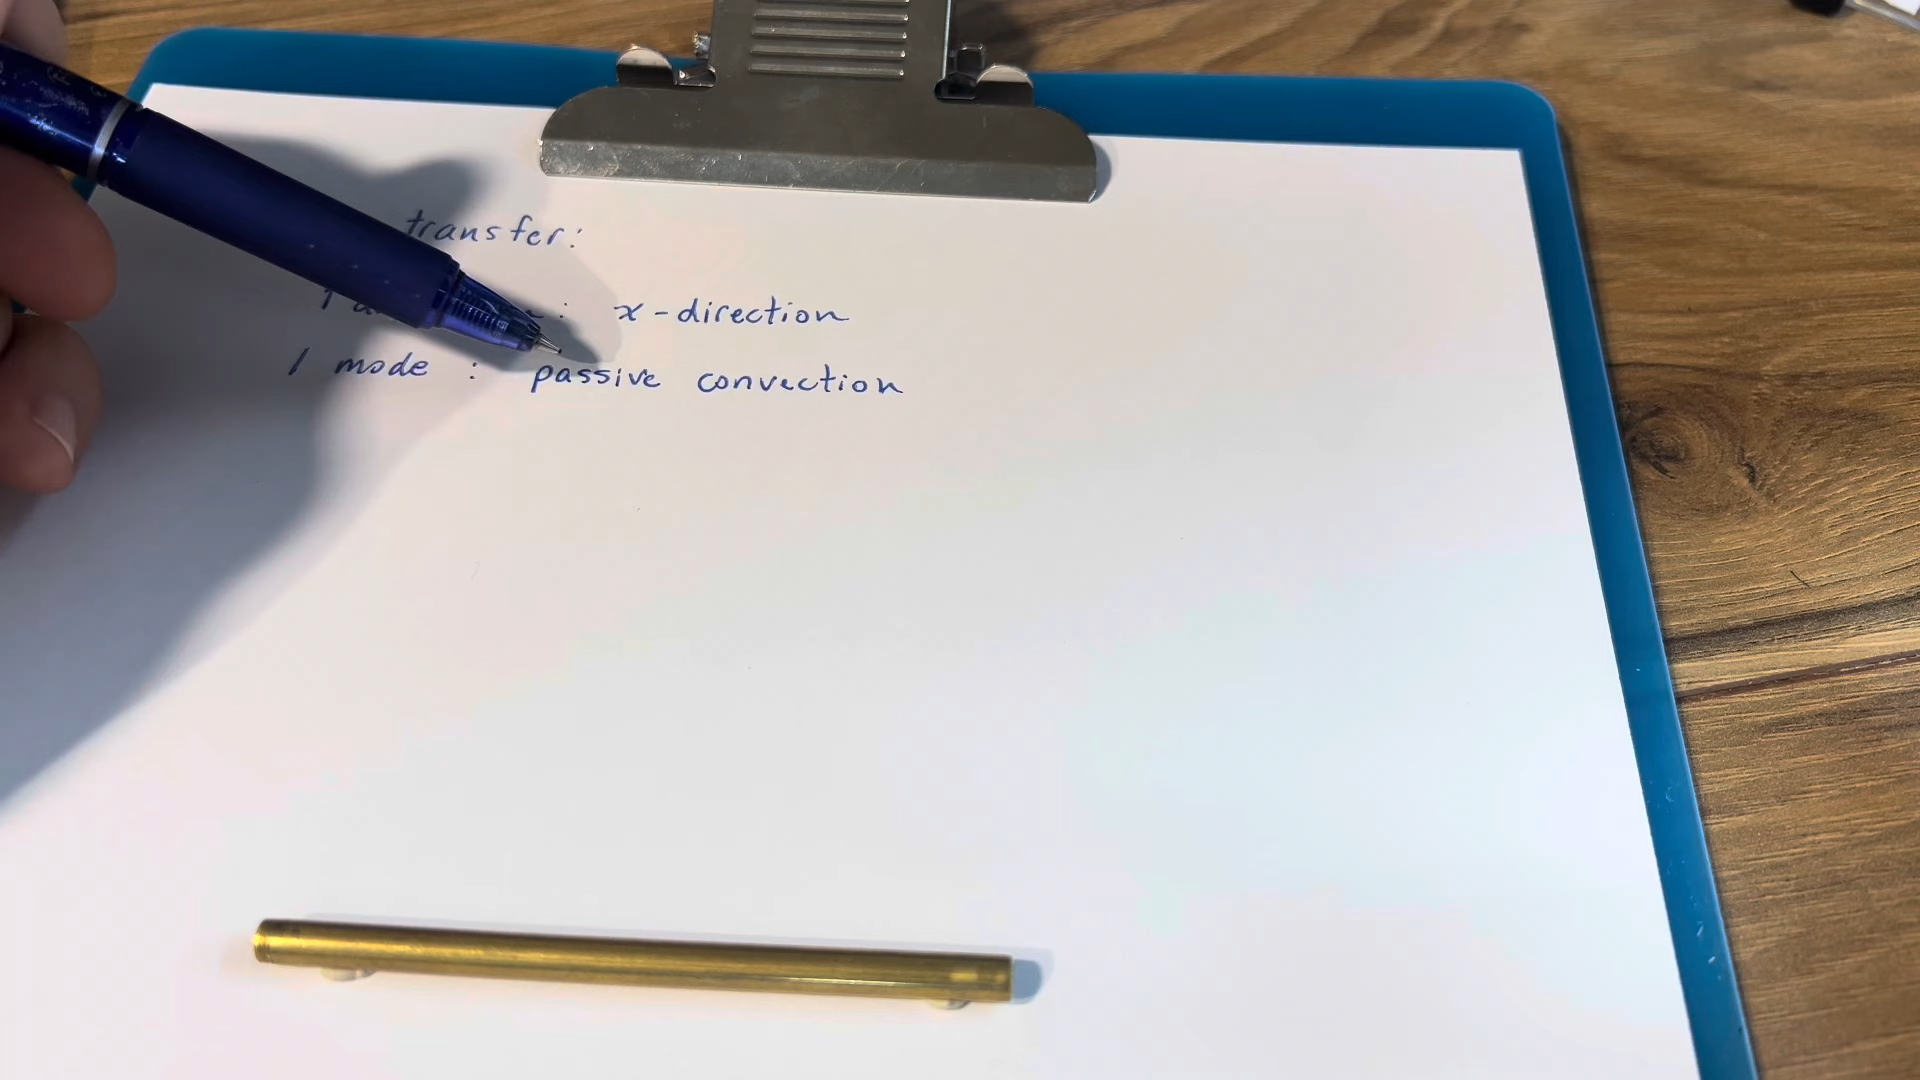 transfer:
: x-direction
1 mode : passive convection